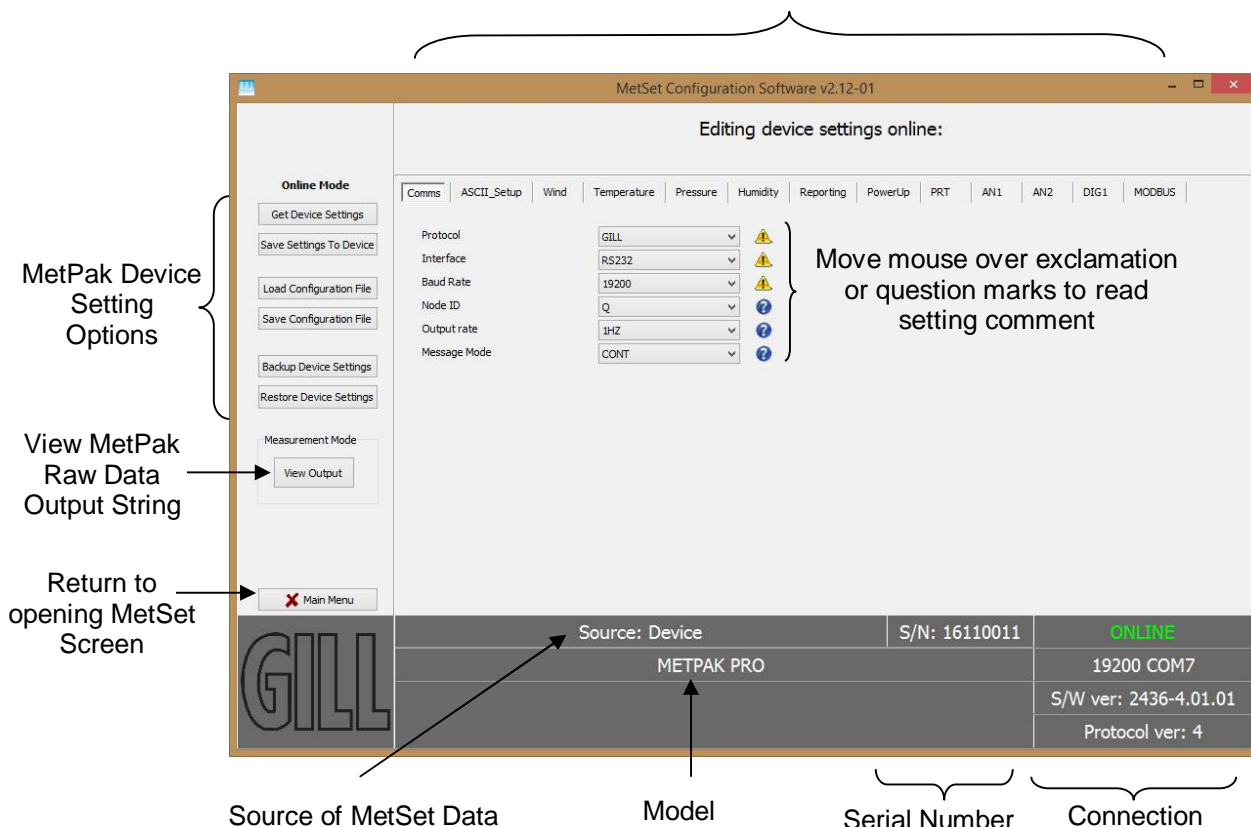 MetSet Configuration Software v2.12-01
Editing device settings online:
Online Mode
Get Device Settings
Save Settings To Device
Load Configuration File
Save Configuration File
Backup Device Settings
Restore Device Settings
Measurement Mode
View Output
Main Menu
Comms ASCII_Setup Wind Temperature Pressure Humidity Reporting PowerUp PRT AN1 AN2 DIG1 MODBUS
Protocol GILL
Interface RS232
Baud Rate 19200
Node ID Q
Output rate 1HZ
Message Mode CONT
Move mouse over exclamation
or question marks to read
setting comment
MetPak Device
Setting
Options
View MetPak
Raw Data
Output String
Return to
opening MetSet
Screen
GILL
Source: Device S/N: 16110011 ONLINE
METPAK PRO 19200 COM7
S/W ver: 2436-4.01.01
Protocol ver: 4
Source of MetSet Data Model Serial Number Connection